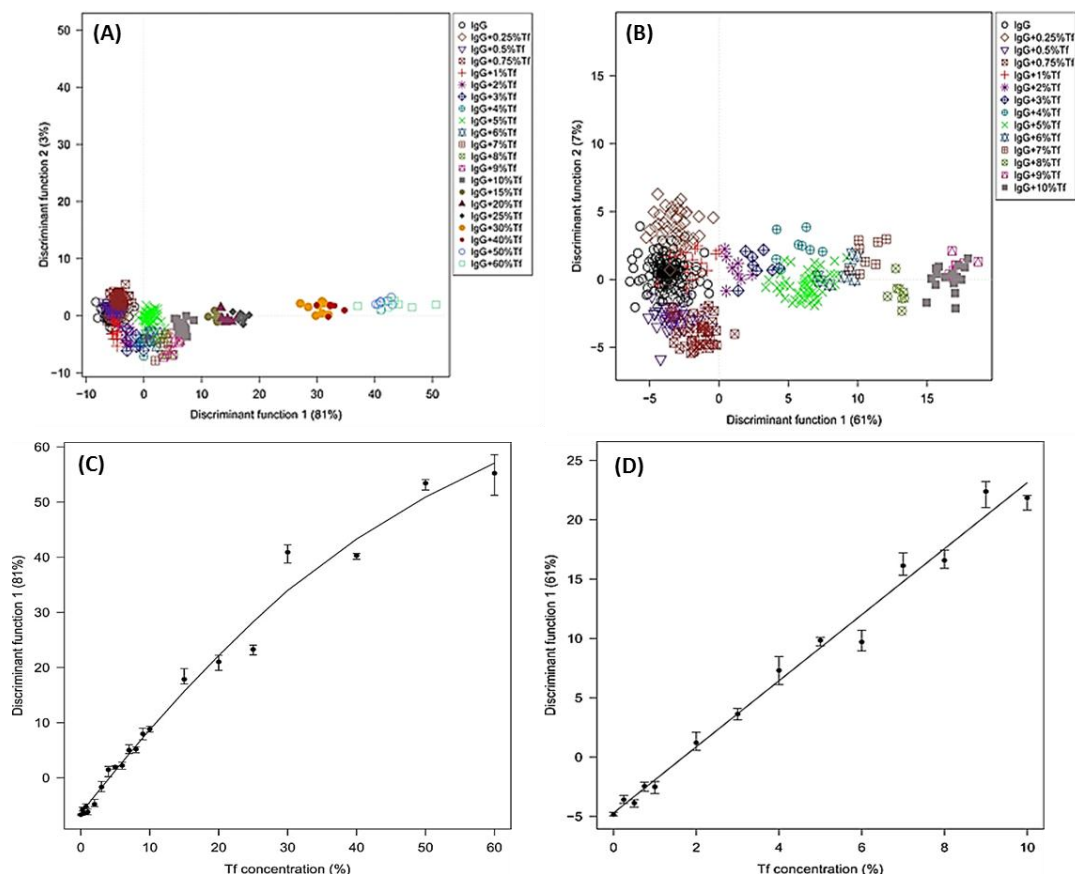 (A)
50
40
30
20
10
0
−10
−10 0 10 20 30 40 50
Discriminant function 2 (3%)
Discriminant function 1 (81%)
IgG
IgG+0.25%Tf
IgG+0.5%Tf
IgG+0.75%Tf
IgG+1%Tf
IgG+2%Tf
IgG+3%Tf
IgG+4%Tf
IgG+5%Tf
IgG+6%Tf
IgG+7%Tf
IgG+8%Tf
IgG+9%Tf
IgG+10%Tf
IgG+15%Tf
IgG+20%Tf
IgG+25%Tf
IgG+30%Tf
IgG+40%Tf
IgG+50%Tf
IgG+60%Tf
(B)
15
10
5
0
−5
−5 0 5 10 15
Discriminant function 2 (7%)
Discriminant function 1 (61%)
IgG
IgG+0.25%Tf
IgG+0.5%Tf
IgG+0.75%Tf
IgG+1%Tf
IgG+2%Tf
IgG+3%Tf
IgG+4%Tf
IgG+5%Tf
IgG+6%Tf
IgG+7%Tf
IgG+8%Tf
IgG+9%Tf
IgG+10%Tf
(C)
60
50
40
30
20
10
0
0 10 20 30 40 50 60
Discriminant function 1 (81%)
Tf concentration (%)
(D)
25
20
15
10
5
0
−5
0 2 4 6 8 10
Discriminant function 1 (61%)
Tf concentration (%)